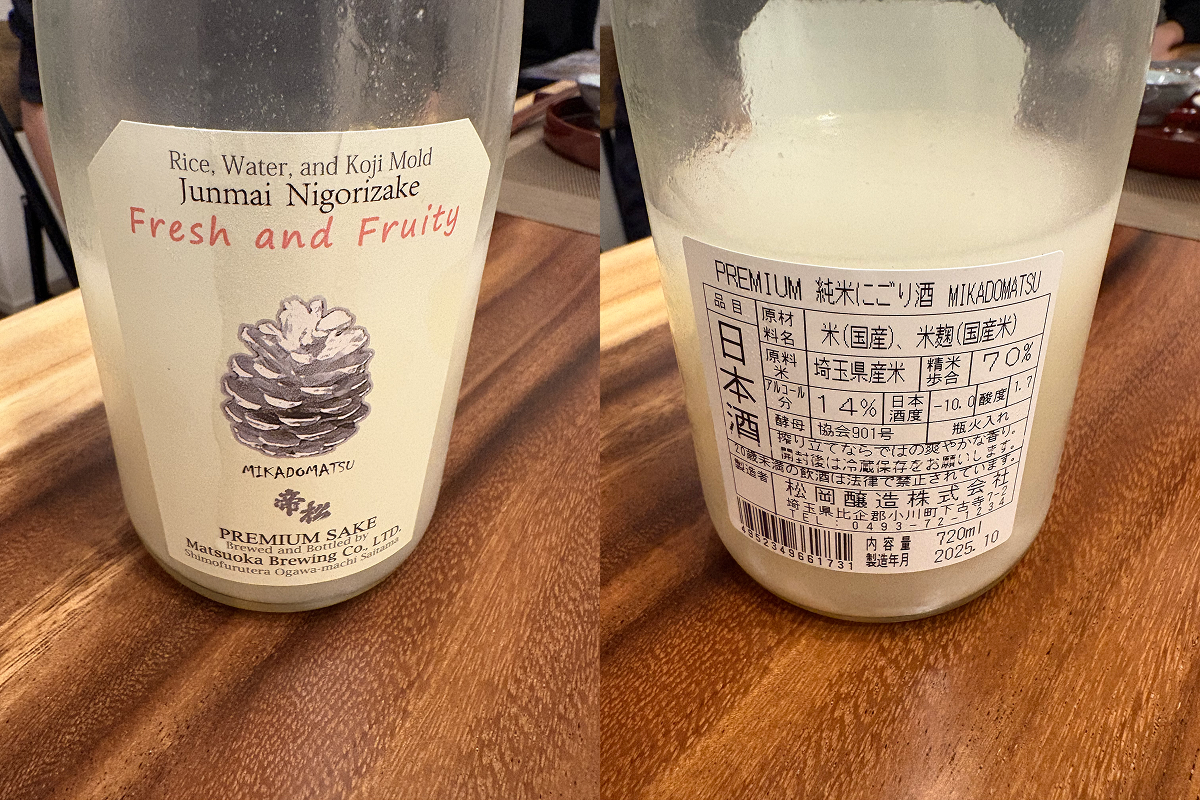 Rice, Water, and Koji Mold
Junmai Nigorizake
Fresh and Fruity
MIKADOMATSU
帝松
PREMIUM SAKE
Brewed and Bottled by
Matsuoka Brewing Co., LTD.
Shimofurutera Ogawa-machi Saitama
PREMIUM 純米にごり酒 MIKADOMATSU
品目 日本酒
原材料名 米(国産)、米麹(国産米)
原料米 埼玉県産米 精米歩合 70%
アルコール分 14% 日本酒度 -10.0 酸度 1.7
酵母 協会901号 瓶火入れ
搾り立てならではの爽やかな香り。
開封後は冷蔵保存をお願いします。
20歳未満の飲酒は法律で禁止されています。
製造者 松岡醸造株式会社
埼玉県比企郡小川町下古寺7-2
TEL:0493-72-1234
4952349661731
内容量 720ml
製造年月 2025.10